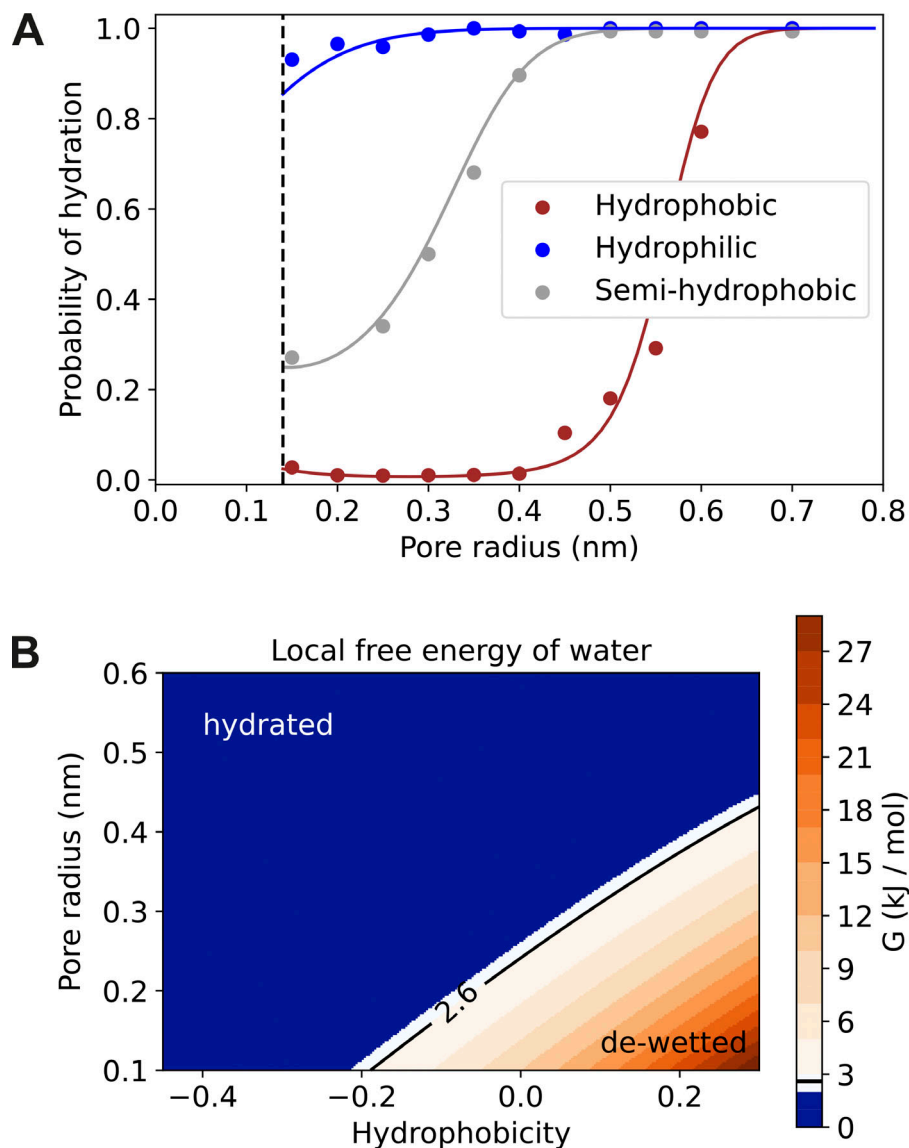 A
Probability of hydration
1.0
0.8
0.6
0.4
0.2
0.0
Hydrophobic
Hydrophilic
Semi-hydrophobic
0.0 0.1 0.2 0.3 0.4 0.5 0.6 0.7 0.8
Pore radius (nm)
B
Local free energy of water
Pore radius (nm)
0.6
0.5
0.4
0.3
0.2
0.1
hydrated
2.6
de-wetted
−0.4 −0.2 0.0 0.2
Hydrophobicity
27
24
21
18
15
12
9
6
3
0
G (kJ / mol)